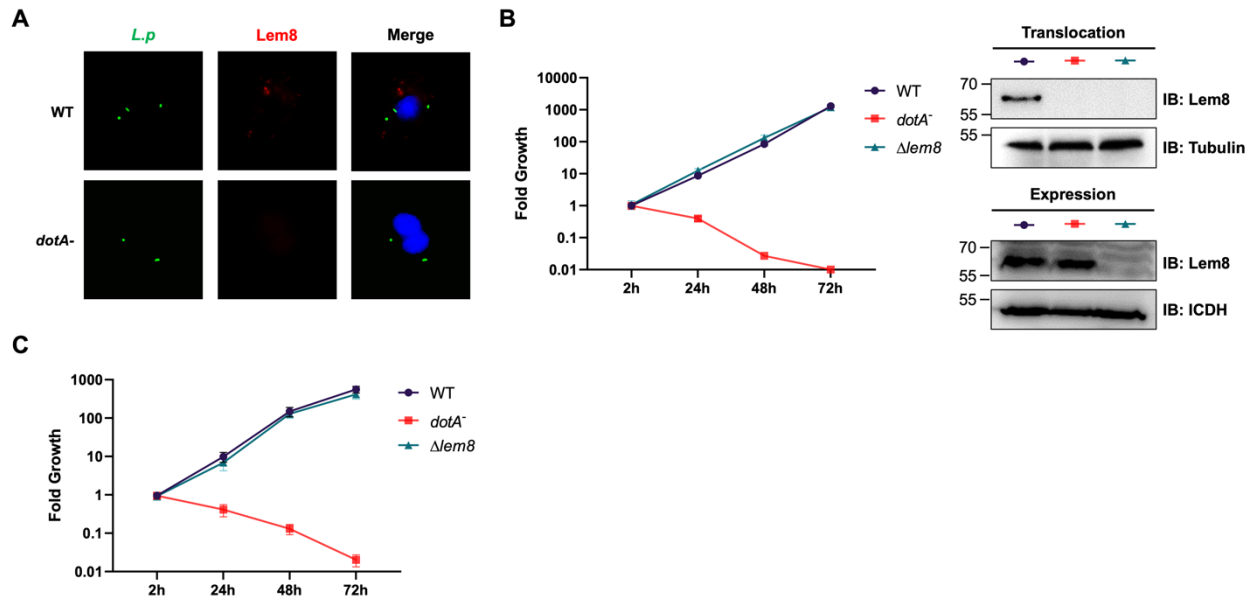 A
L.p
Lem8
Merge
WT
dotA-
B
Fold Growth
10000
1000
100
10
1
0.1
0.01
2h
24h
48h
72h
WT
dotA-
Δlem8
Translocation
70
55
IB: Lem8
55
IB: Tubulin
Expression
70
55
IB: Lem8
55
IB: ICDH
C
Fold Growth
1000
100
10
1
0.1
0.01
2h
24h
48h
72h
WT
dotA-
Δlem8